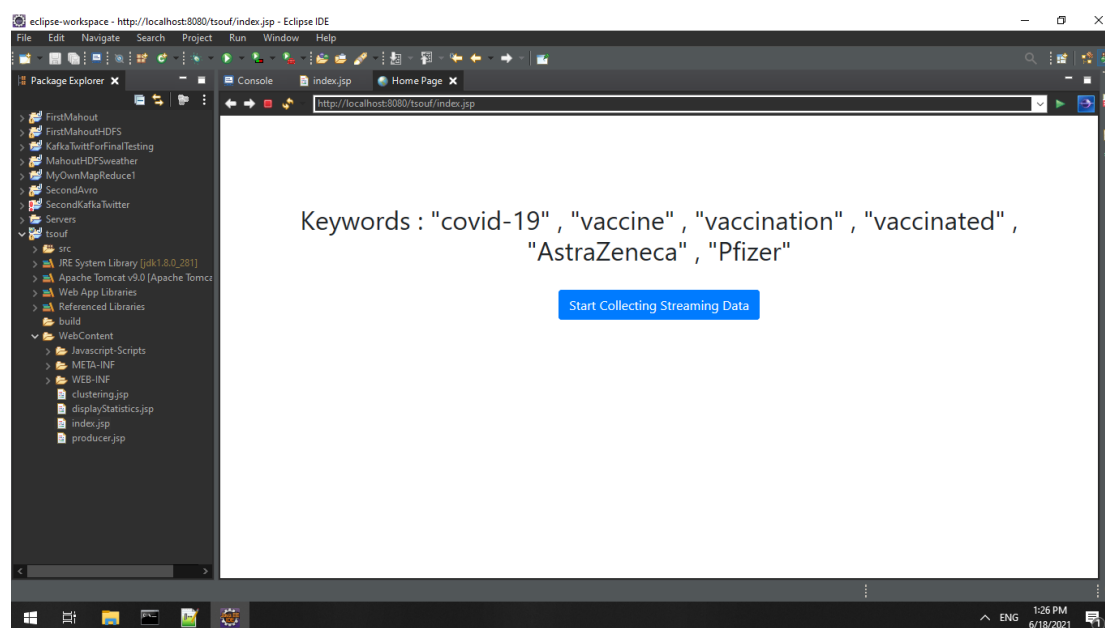 eclipse-workspace - http://localhost:8080/tsouf/index.jsp - Eclipse IDE
File Edit Navigate Search Project Run Window Help
Package Explorer
Console index.jsp Home Page
http://localhost:8080/tsouf/index.jsp
FirstMahout
FirstMahoutHDFS
KafkaTwittForFinalTesting
MahoutHDFSweather
MyOwnMapReduce1
SecondAvro
SecondKafkaTwitter
Servers
tsouf
src
JRE System Library [jdk1.8.0_281]
Apache Tomcat v9.0 [Apache Tomca
Web App Libraries
Referenced Libraries
build
WebContent
Javascript-Scripts
META-INF
WEB-INF
clustering.jsp
displayStatistics.jsp
index.jsp
producer.jsp
Keywords : "covid-19" , "vaccine" , "vaccination" , "vaccinated" ,
"AstraZeneca" , "Pfizer"
Start Collecting Streaming Data
ENG
1:26 PM
6/18/2021